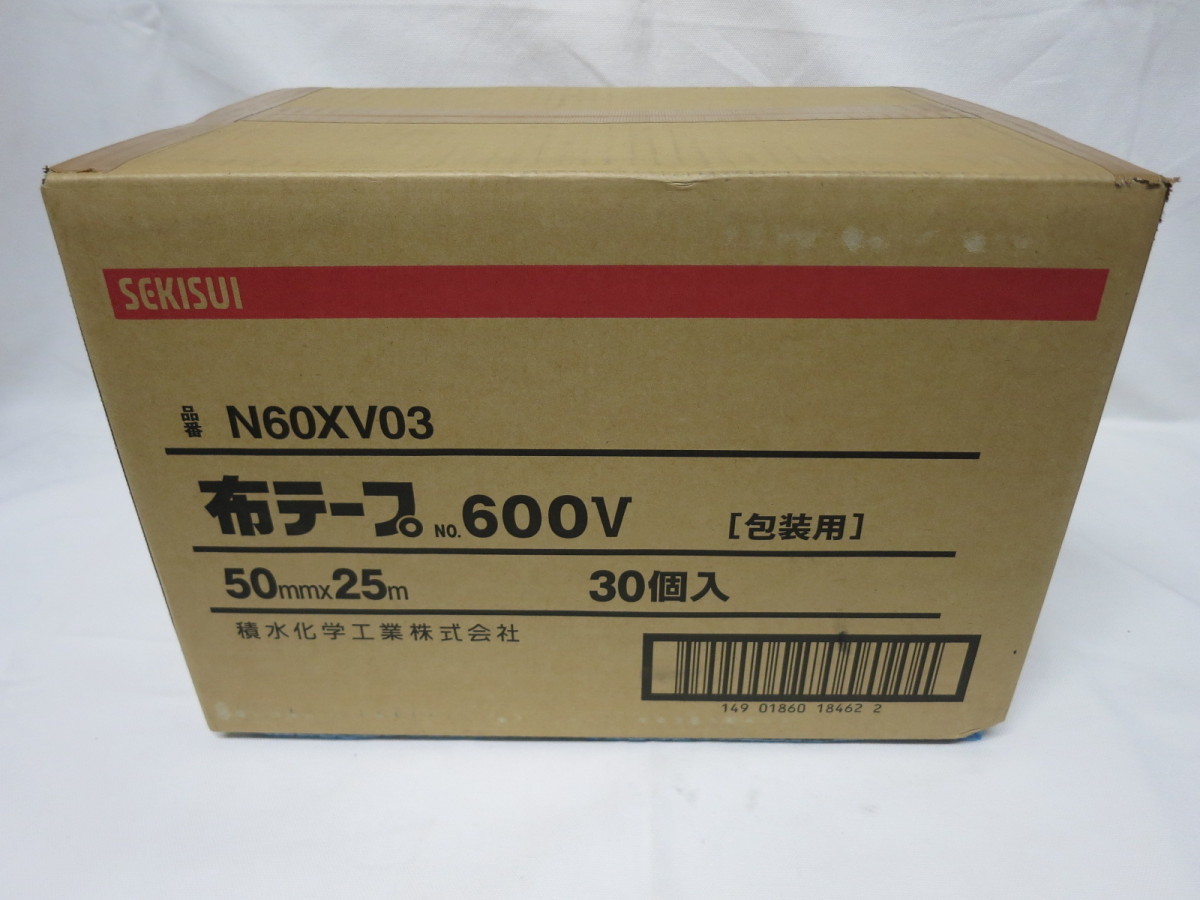 SEKISUI
品番 N60XV03
布テープ NO.600V [包装用]
50mmx25m 30個入
積水化学工業株式会社
149 01860 18462 2